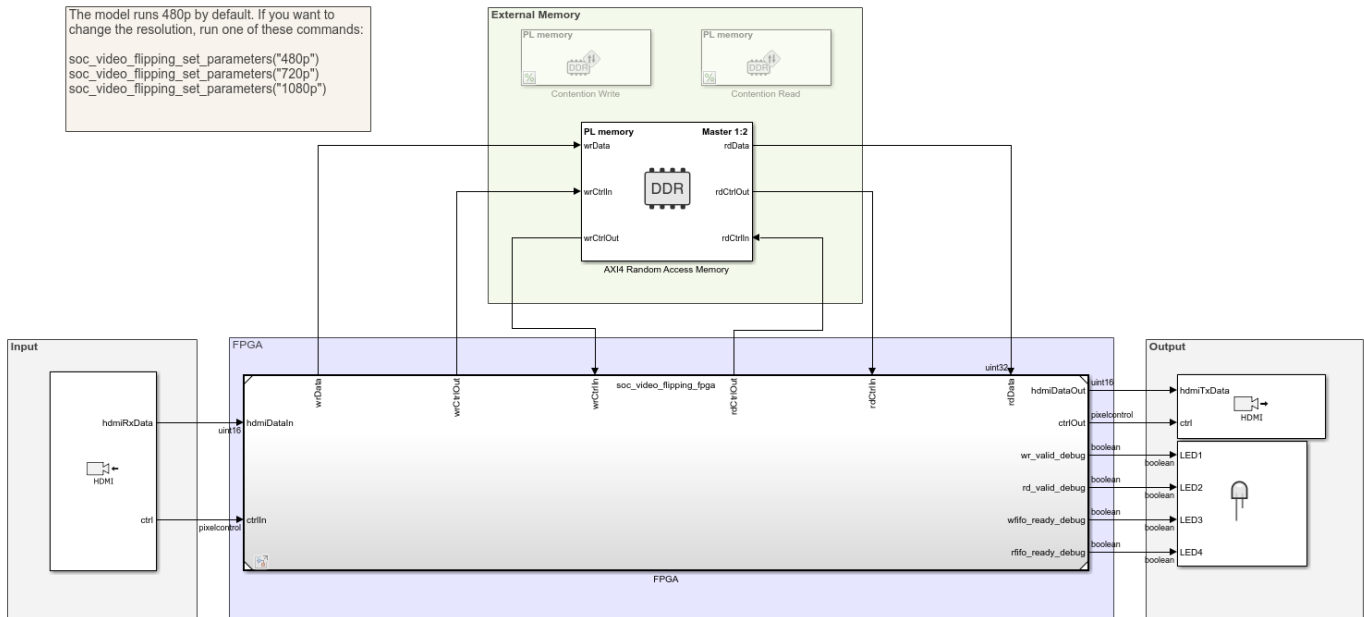 The model runs 480p by default. If you want to
change the resolution, run one of these commands:
soc_video_flipping_set_parameters("480p")
soc_video_flipping_set_parameters("720p")
soc_video_flipping_set_parameters("1080p")
External Memory
PL memory
DDR
Contention Write
PL memory
DDR
Contention Read
PL memory
Master 1:2
wrData
rdData
wrCtrlIn
DDR
rdCtrlOut
wrCtrlOut
rdCtrlIn
AXI4 Random Access Memory
Input
hdmiRxData
HDMI
ctrl
uint16
pixelcontrol
FPGA
wrData
wrCtrlOut
wrCtrlIn
soc_video_flipping_fpga
rdCtrlOut
rdCtrlIn
uint32
rdData
hdmiDataIn
ctrlIn
hdmiDataOut
ctrlOut
wr_valid_debug
rd_valid_debug
wfifo_ready_debug
rfifo_ready_debug
FPGA
uint16
pixelcontrol
boolean
boolean
boolean
boolean
boolean
boolean
boolean
boolean
Output
hdmiTxData
HDMI
ctrl
LED1
LED2
LED3
LED4